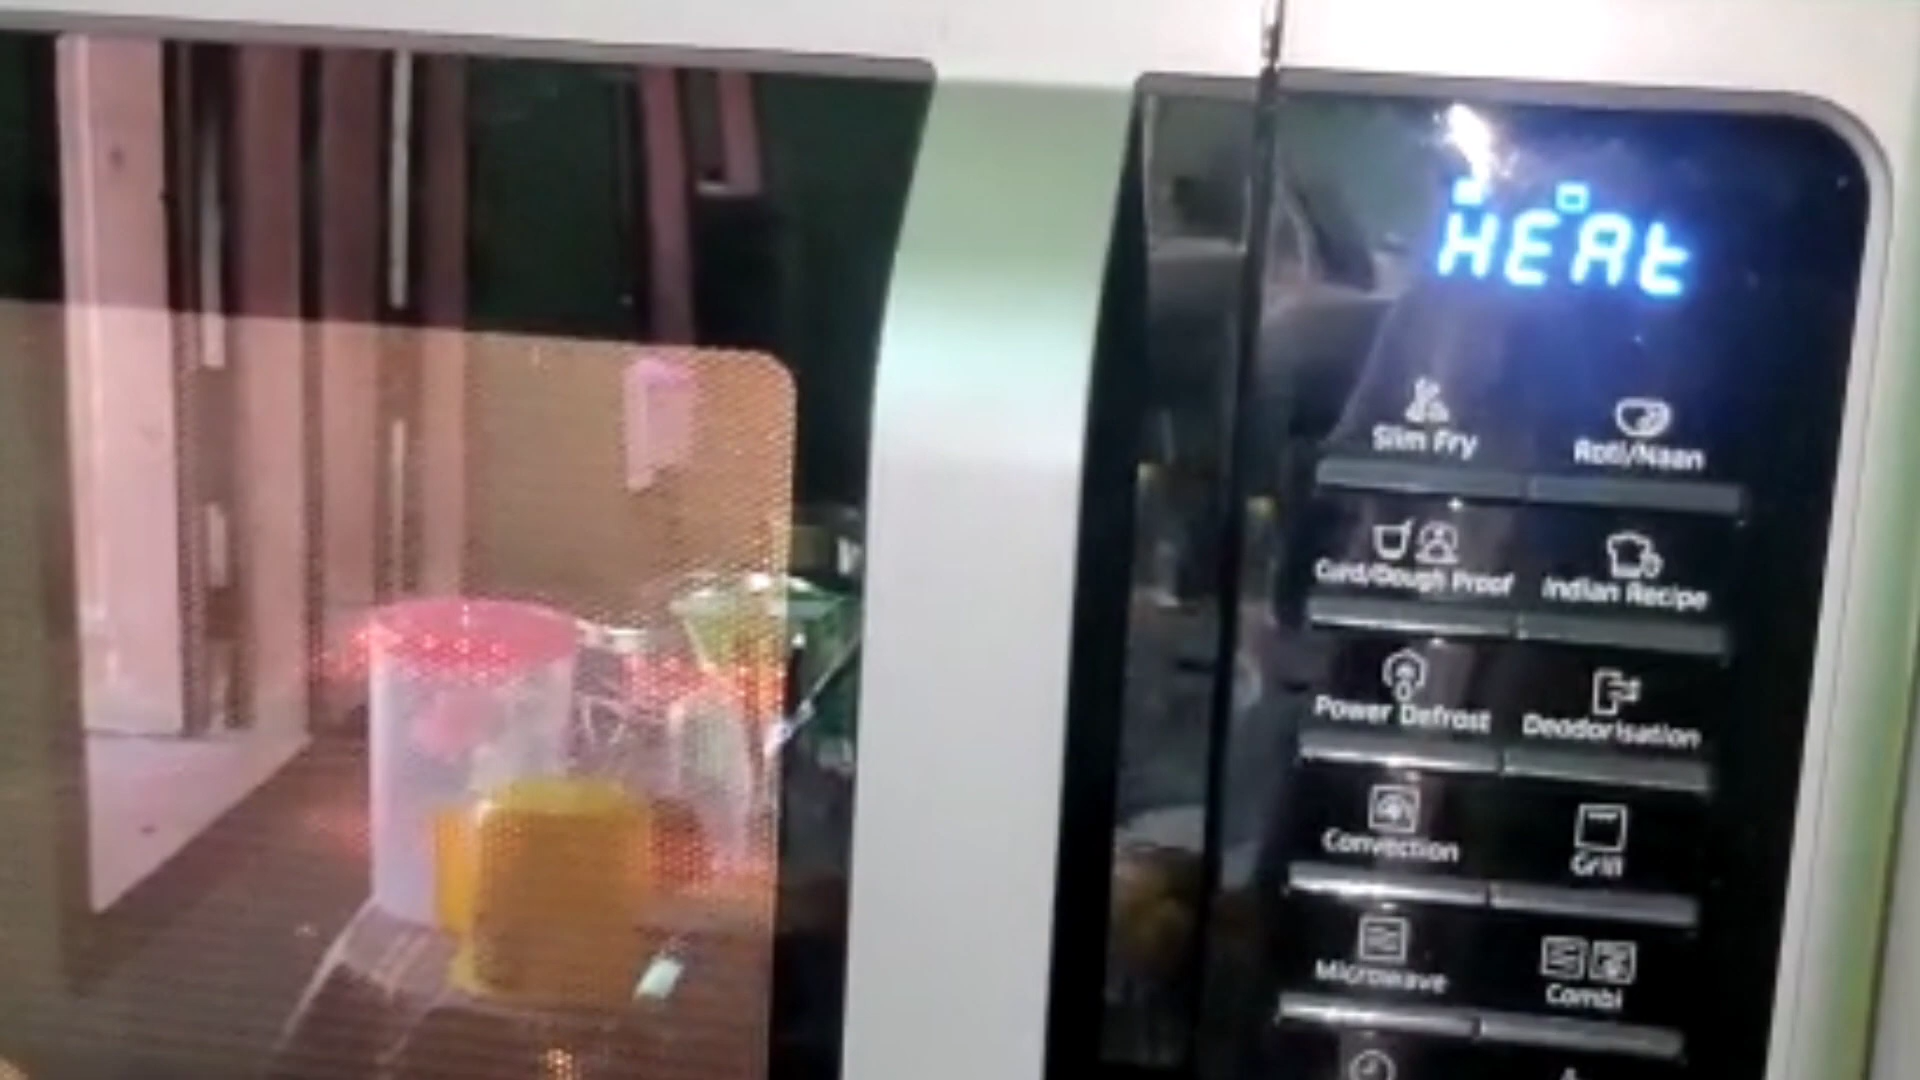 HEAt
Slim Fry
Roti/Naan
Curd/Dough Proof
Indian Recipe
Power Defrost
Deodorisation
Convection
Grill
Microwave
Combi